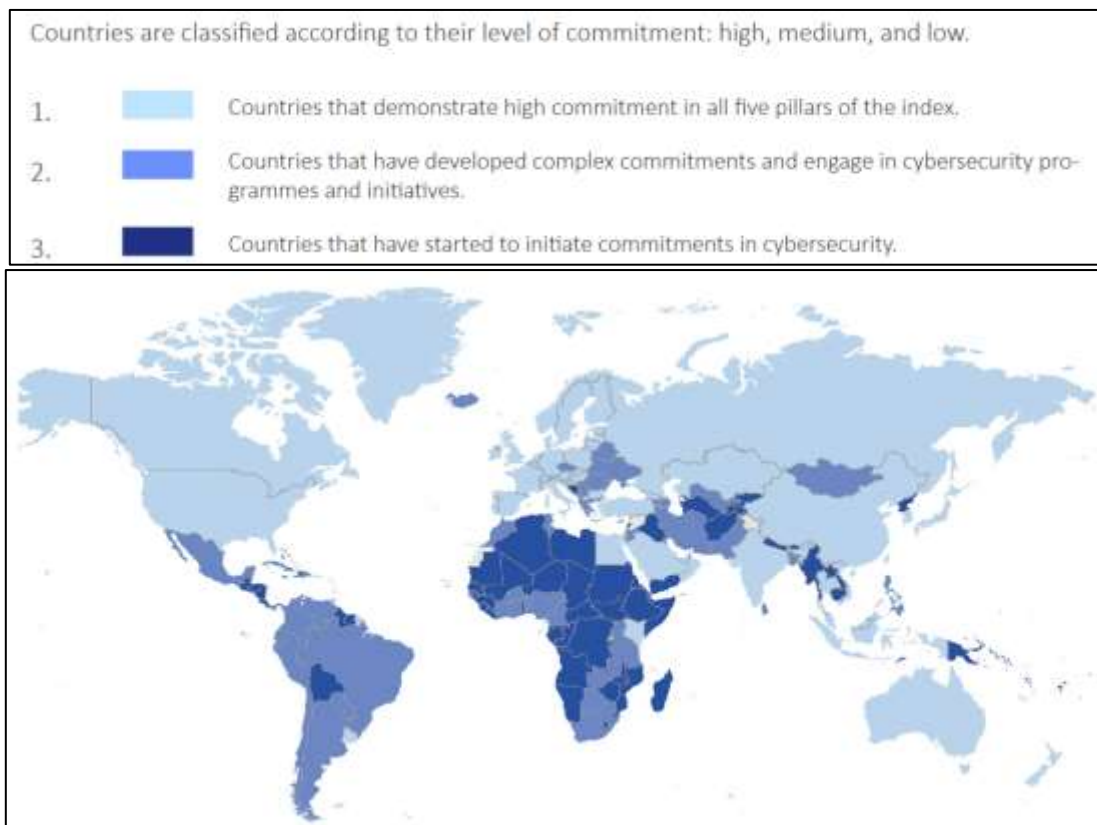 Countries are classified according to their level of commitment: high, medium, and low.
1. Countries that demonstrate high commitment in all five pillars of the index.
2. Countries that have developed complex commitments and engage in cybersecurity pro-
grammes and initiatives.
3. Countries that have started to initiate commitments in cybersecurity.